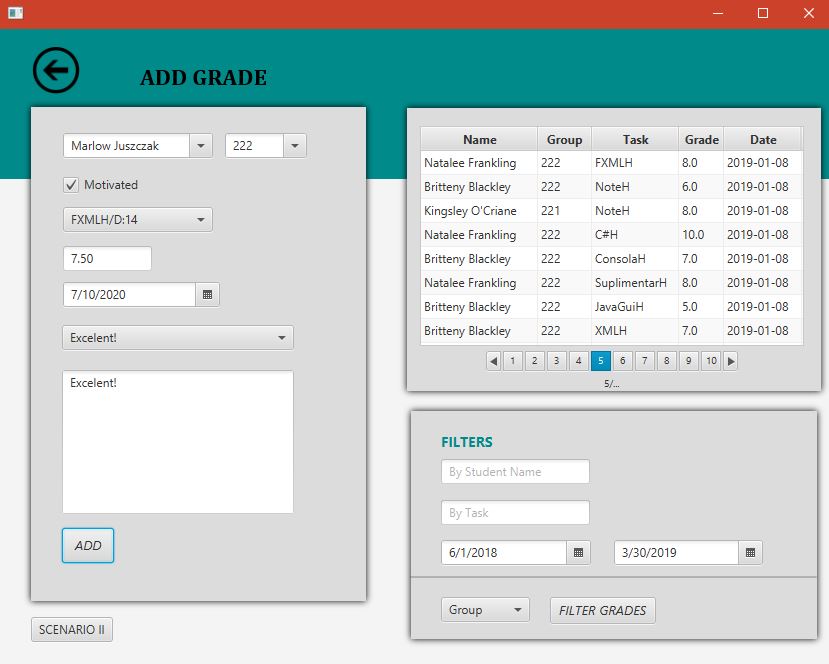 ADD GRADE
Marlow Juszczak 222
Motivated
FXMLH/D:14
7.50
7/10/2020
Excelent!
Excelent!
ADD
SCENARIO II
Name Group Task Grade Date
Natalee Frankling 222 FXMLH 8.0 2019-01-08
Britteny Blackley 222 NoteH 6.0 2019-01-08
Kingsley O'Criane 221 NoteH 8.0 2019-01-08
Natalee Frankling 222 C#H 10.0 2019-01-08
Britteny Blackley 222 ConsolaH 7.0 2019-01-08
Natalee Frankling 222 SuplimentarH 8.0 2019-01-08
Britteny Blackley 222 JavaGuiH 5.0 2019-01-08
Britteny Blackley 222 XMLH 7.0 2019-01-08
1 2 3 4 5 6 7 8 9 10
5/...
FILTERS
By Student Name
By Task
6/1/2018 3/30/2019
Group FILTER GRADES